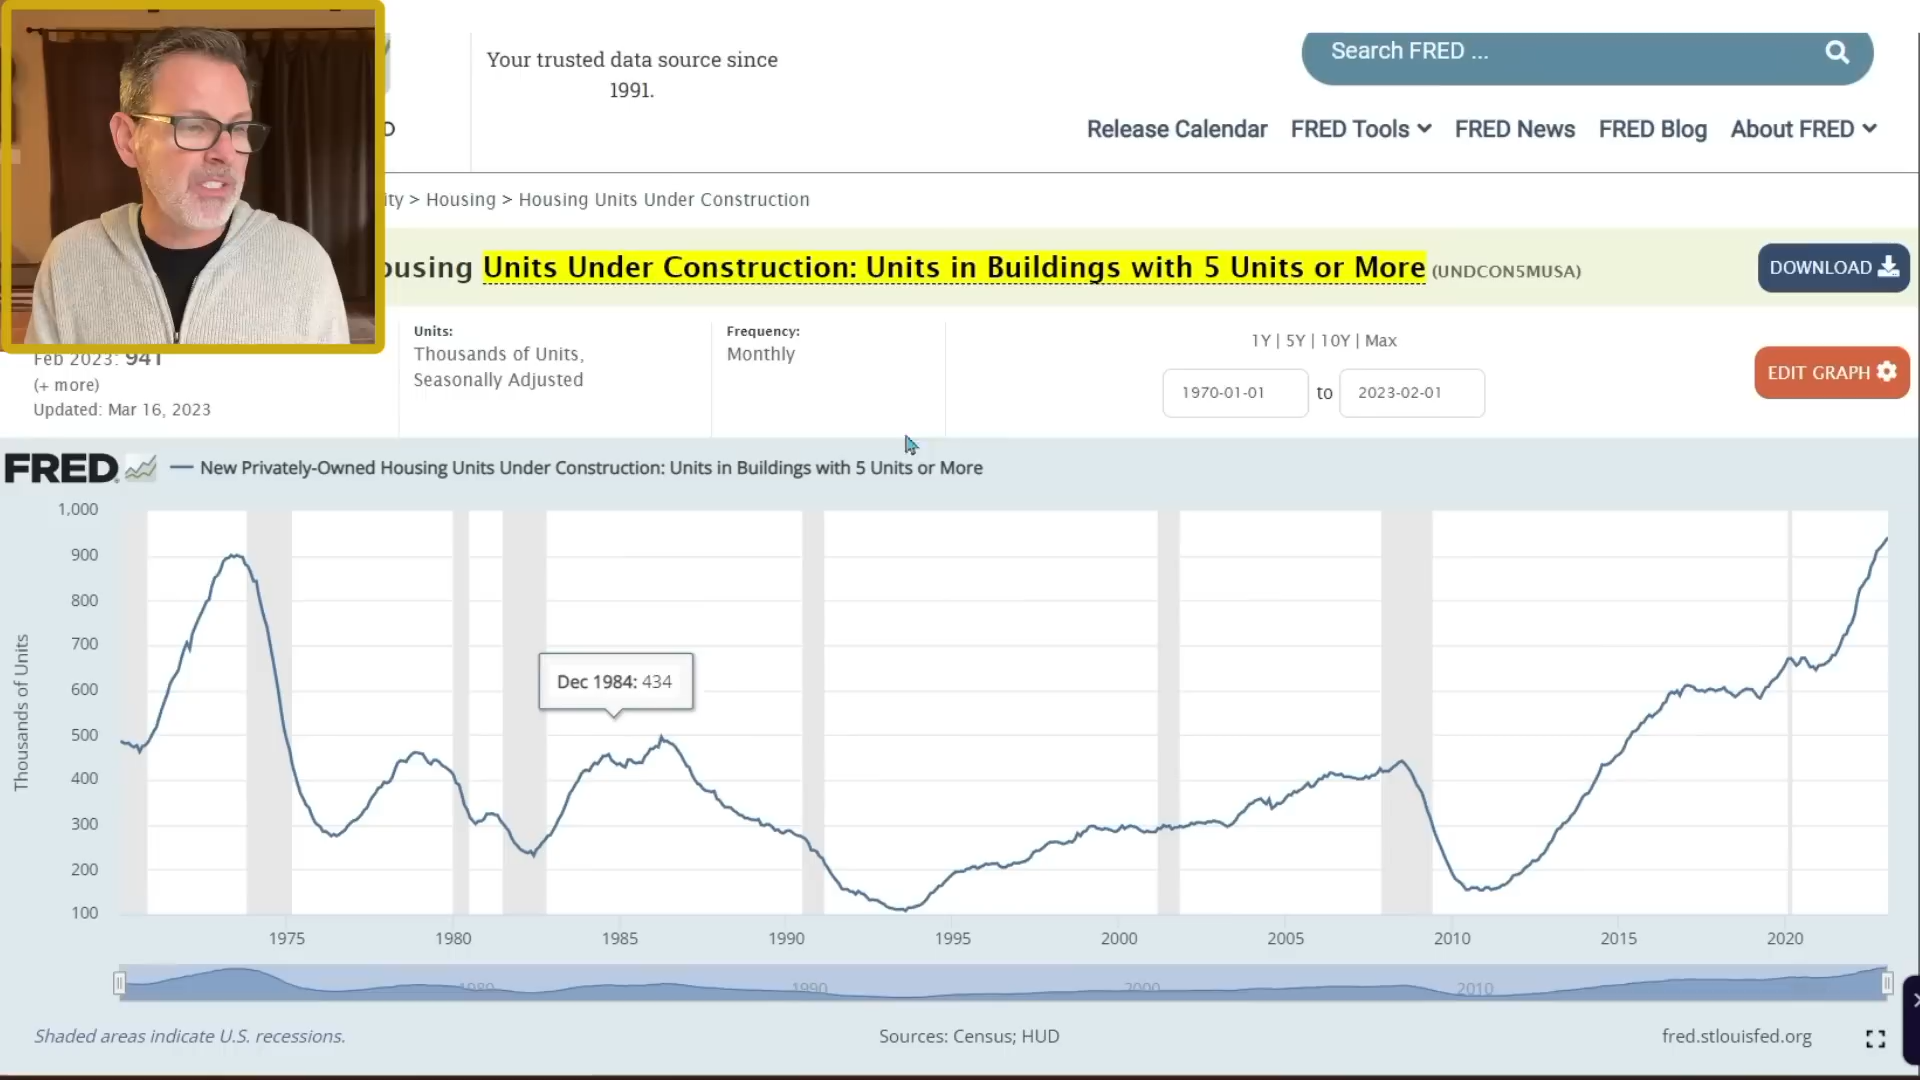 Your trusted data source since
1991.
Search FRED ...
Release Calendar FRED Tools FRED News FRED Blog About FRED
> Housing > Housing Units Under Construction
Units Under Construction: Units in Buildings with 5 Units or More (UNDCON5MUSA)
DOWNLOAD
Feb 2023: 941
(+ more)
Updated: Mar 16, 2023
Units:
Thousands of Units,
Seasonally Adjusted
Frequency:
Monthly
1Y | 5Y | 10Y | Max
1970-01-01 to 2023-02-01
EDIT GRAPH
FRED New Privately-Owned Housing Units Under Construction: Units in Buildings with 5 Units or More
Thousands of Units
1,000
900
800
700
600
500
400
300
200
100
Dec 1984: 434
1975 1980 1985 1990 1995 2000 2005 2010 2015 2020
1980 1990 2000 2010
Shaded areas indicate U.S. recessions.
Sources: Census; HUD
fred.stlouisfed.org